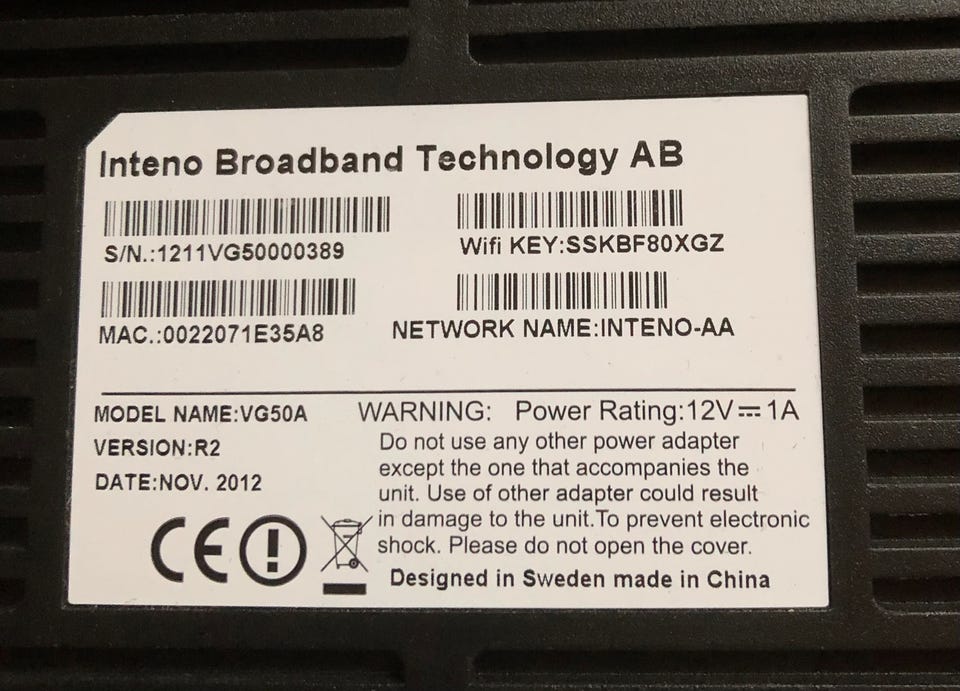 Inteno Broadband Technology AB
S/N.:1211VG50000389
Wifi KEY:SSKBF80XGZ
MAC.:0022071E35A8
NETWORK NAME:INTENO-AA
MODEL NAME:VG50A
VERSION:R2
DATE:NOV. 2012
WARNING: Power Rating:12V⎓1A
Do not use any other power adapter
except the one that accompanies the
unit. Use of other adapter could result
in damage to the unit.To prevent electronic
shock. Please do not open the cover.
CE
Designed in Sweden made in China